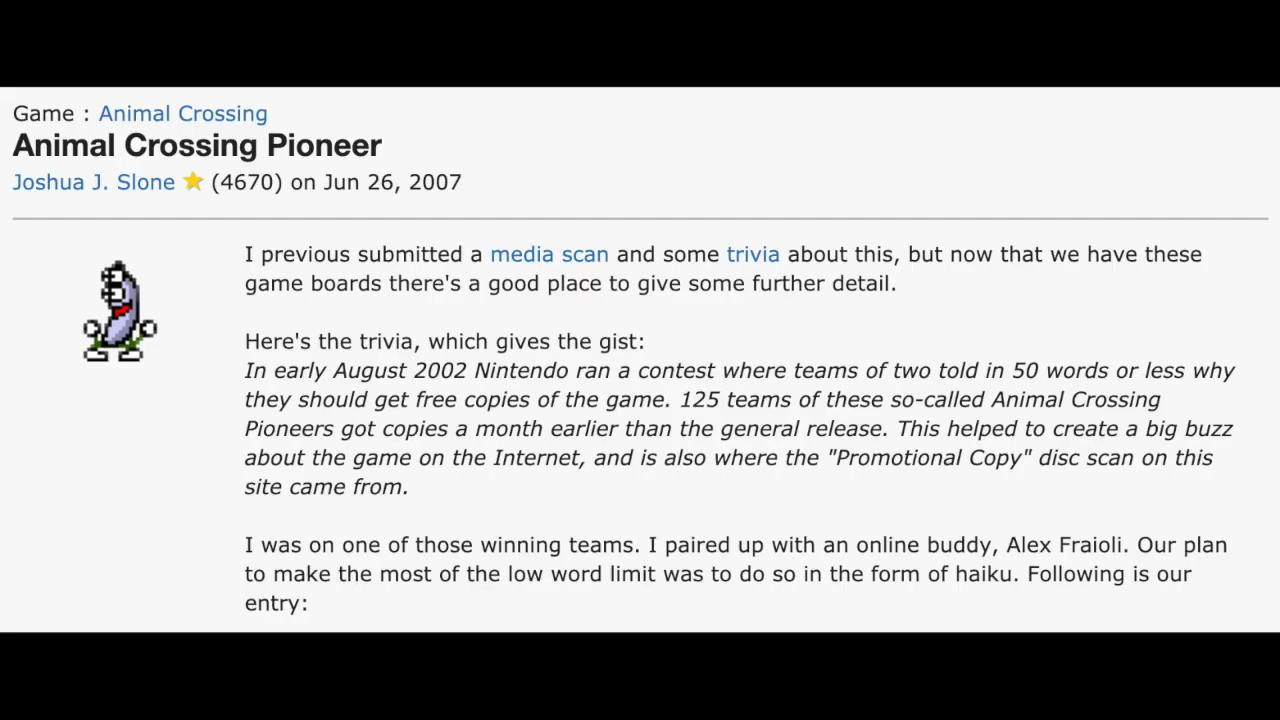 Game : Animal Crossing
Animal Crossing Pioneer
Joshua J. Slone ⭐ (4670) on Jun 26, 2007
I previous submitted a media scan and some trivia about this, but now that we have these
game boards there's a good place to give some further detail.
Here's the trivia, which gives the gist:
In early August 2002 Nintendo ran a contest where teams of two told in 50 words or less why
they should get free copies of the game. 125 teams of these so-called Animal Crossing
Pioneers got copies a month earlier than the general release. This helped to create a big buzz
about the game on the Internet, and is also where the "Promotional Copy" disc scan on this
site came from.
I was on one of those winning teams. I paired up with an online buddy, Alex Fraioli. Our plan
to make the most of the low word limit was to do so in the form of haiku. Following is our
entry: